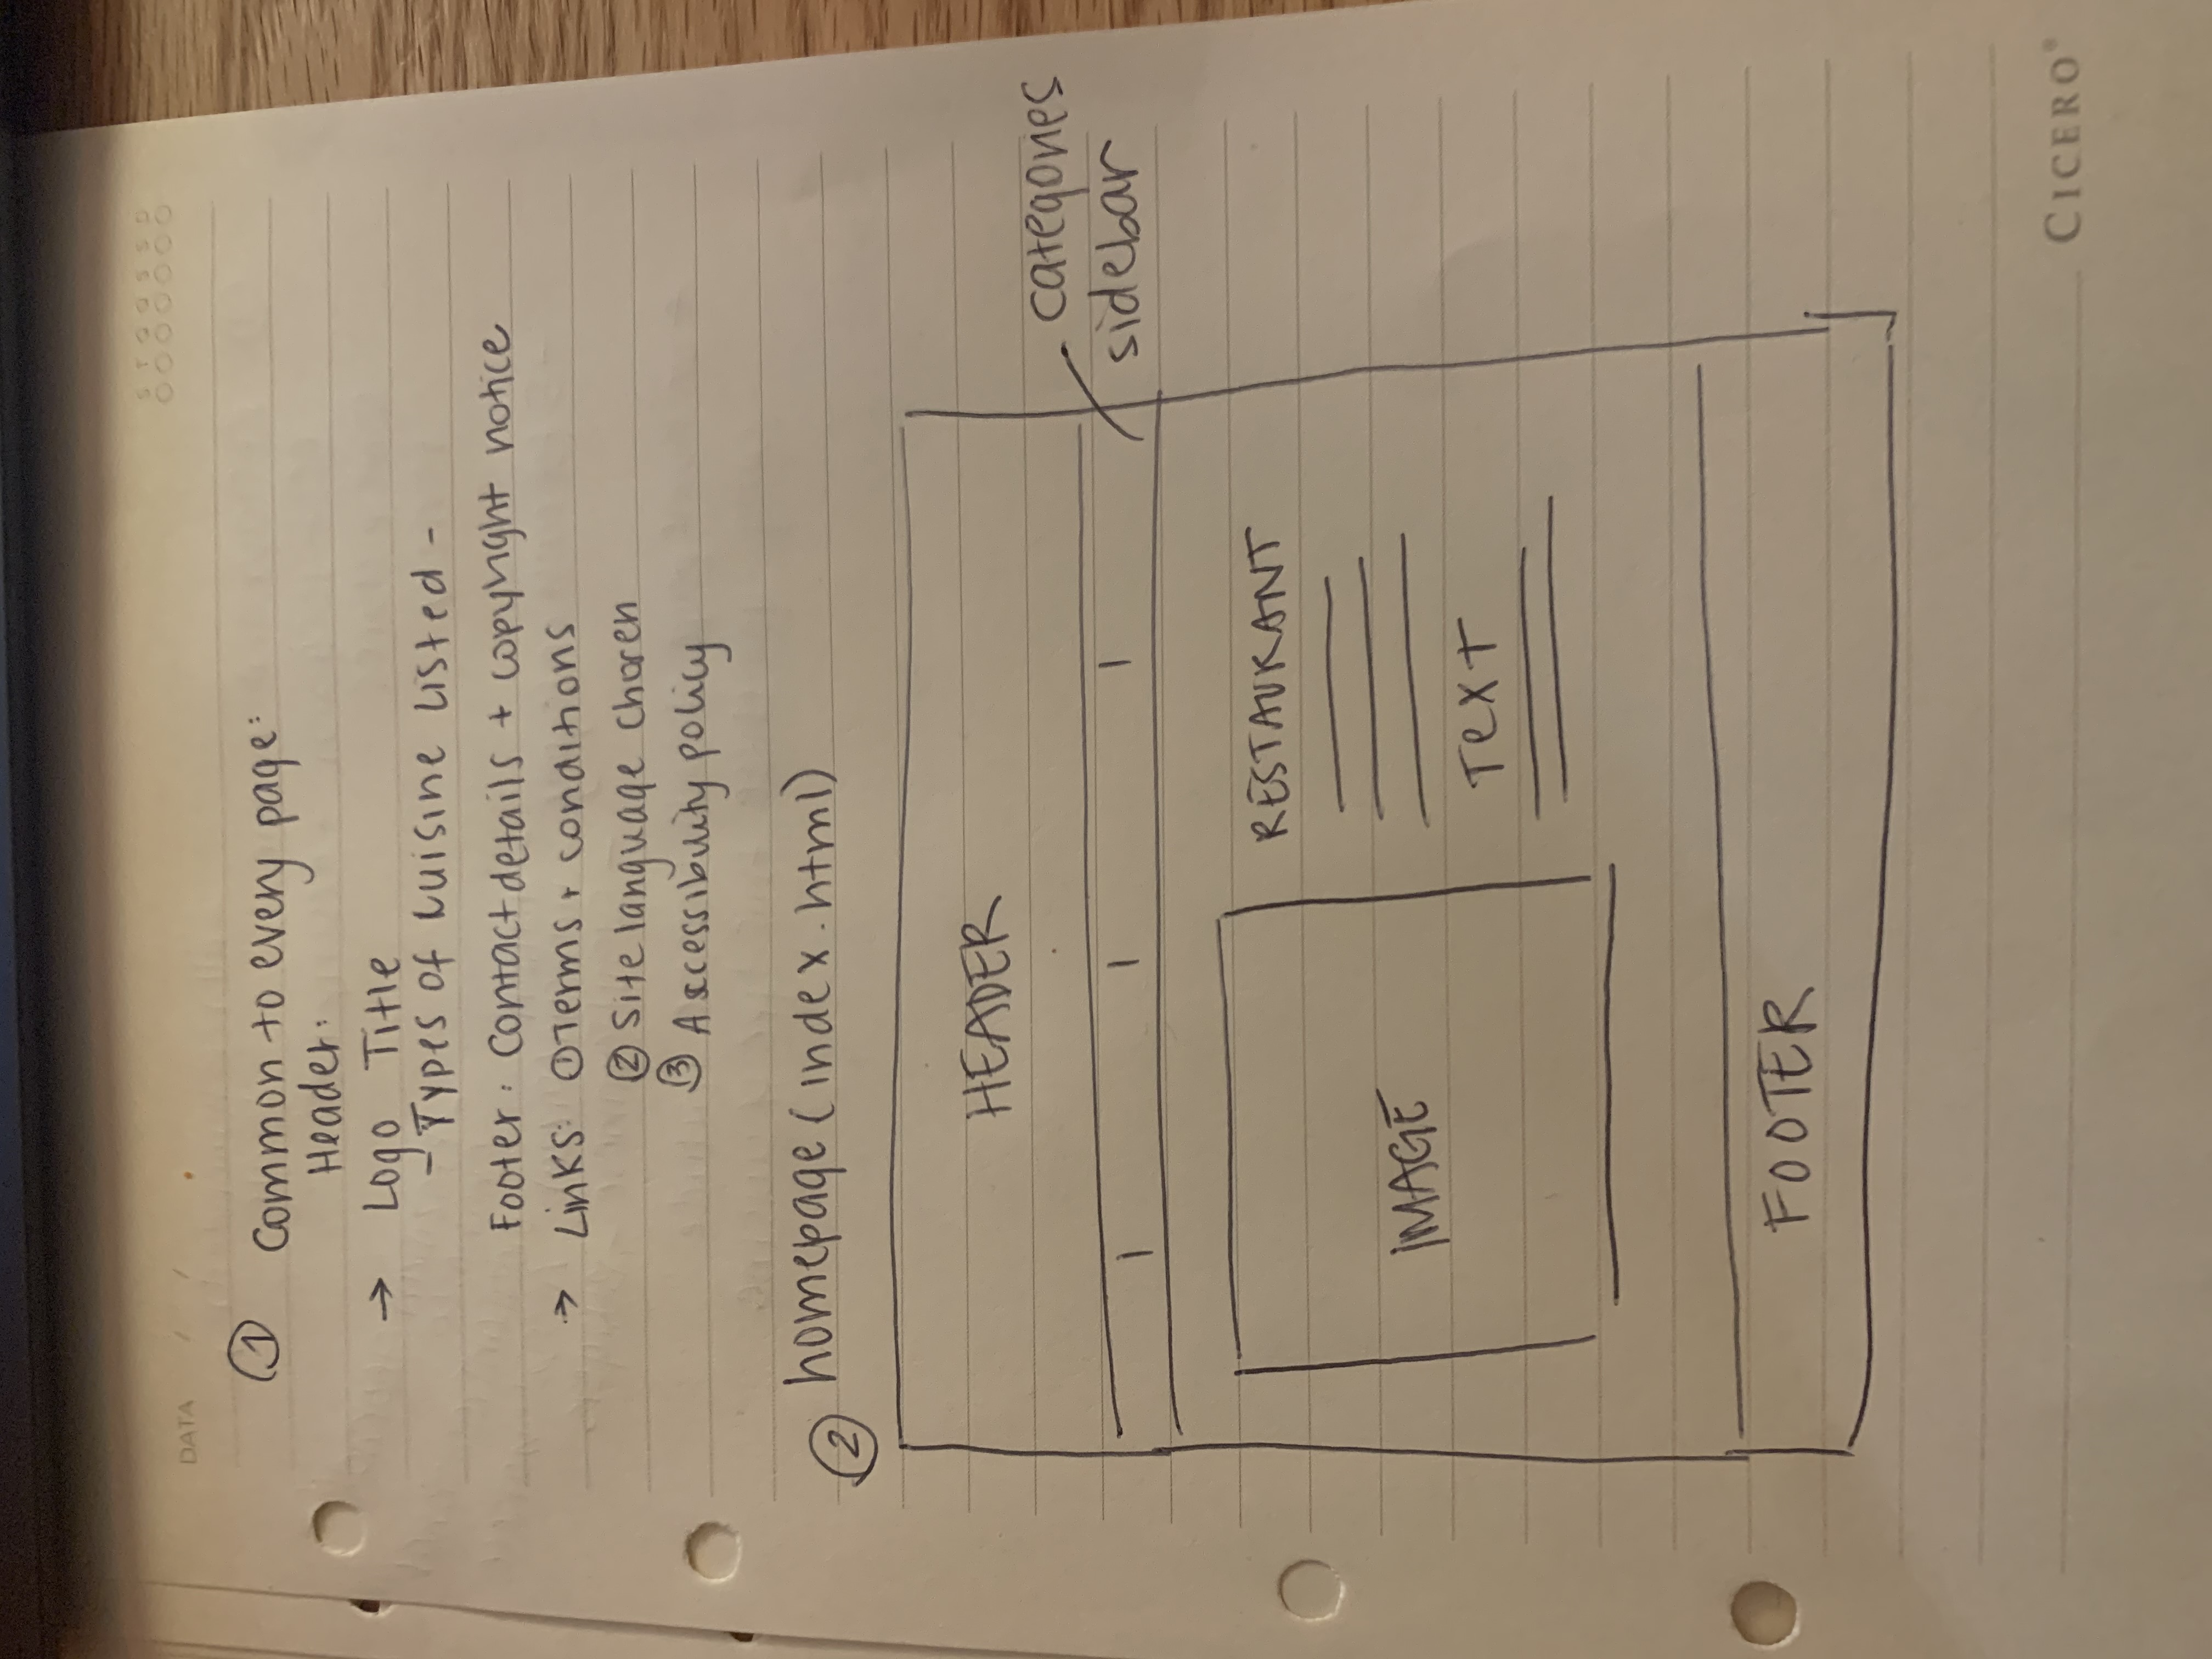 DATA / /
S T Q Q S S D
① Common to every page:
Header:
→ Logo Title
- Types of cuisine Listed -
Footer: Contact details + copyright notice
→ Links: ① Terms + conditions
② Site language choren
③ Accessibility policy
② homepage (index.html)
HEADER
categories
sidebar
RESTAURANT
IMAGE
Text
FOOTER
CICERO®